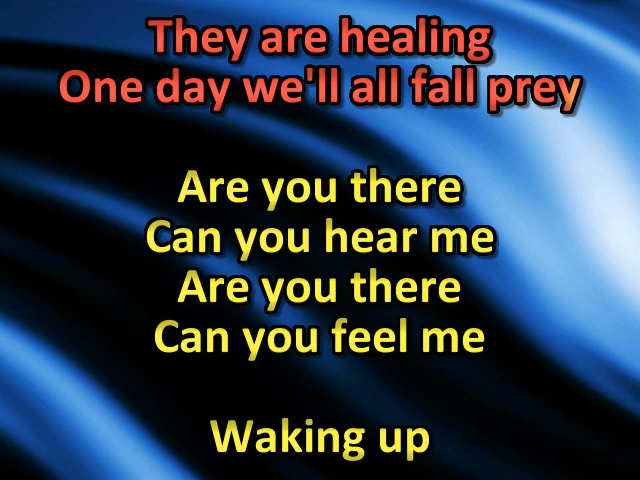 They are healing
One day we'll all fall prey
Are you there
Can you hear me
Are you there
Can you feel me
Waking up